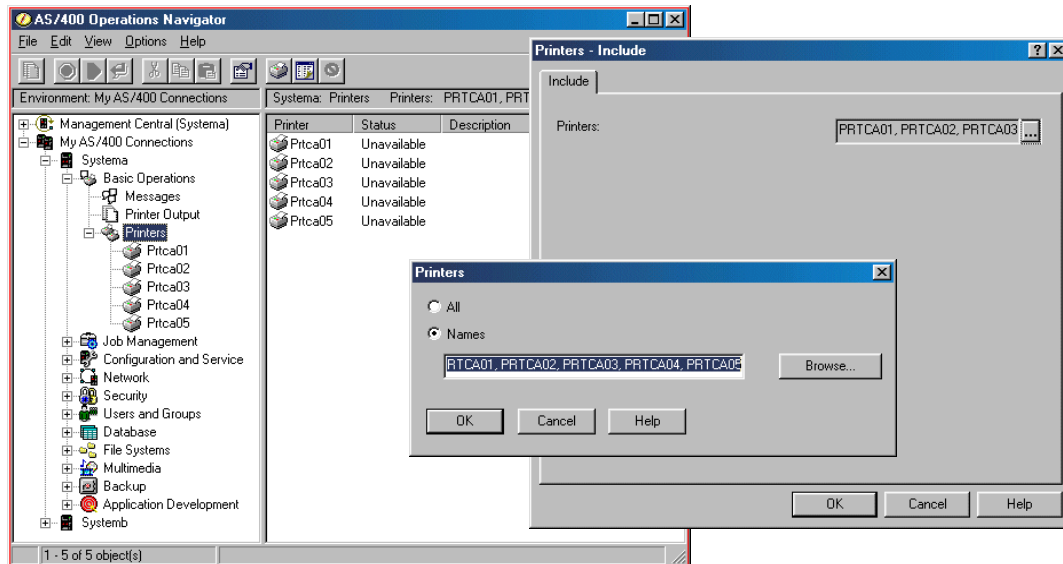 AS/400 Operations Navigator
File Edit View Options Help
Environment: My AS/400 Connections
Systema: Printers Printers: PRTCA01, PRT
Management Central (Systema)
My AS/400 Connections
Systema
Basic Operations
Messages
Printer Output
Printers
Prtca01
Prtca02
Prtca03
Prtca04
Prtca05
Job Management
Configuration and Service
Network
Security
Users and Groups
Database
File Systems
Multimedia
Backup
Application Development
Systemb
Printer Status Description
Prtca01 Unavailable
Prtca02 Unavailable
Prtca03 Unavailable
Prtca04 Unavailable
Prtca05 Unavailable
1 - 5 of 5 object(s)
Printers - Include
Include
Printers: PRTCA01, PRTCA02, PRTCA03 ...
Printers
All
Names
RTCA01, PRTCA02, PRTCA03, PRTCA04, PRTCA05
Browse...
OK Cancel Help
OK Cancel Help